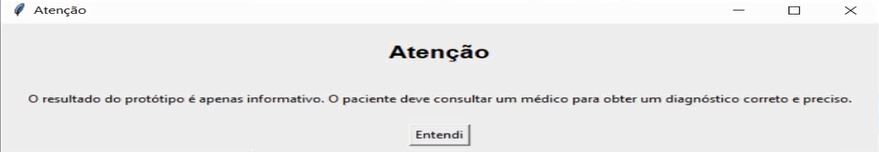 Atenção
Atenção
O resultado do protótipo é apenas informativo. O paciente deve consultar um médico para obter um diagnóstico correto e preciso.
Entendi